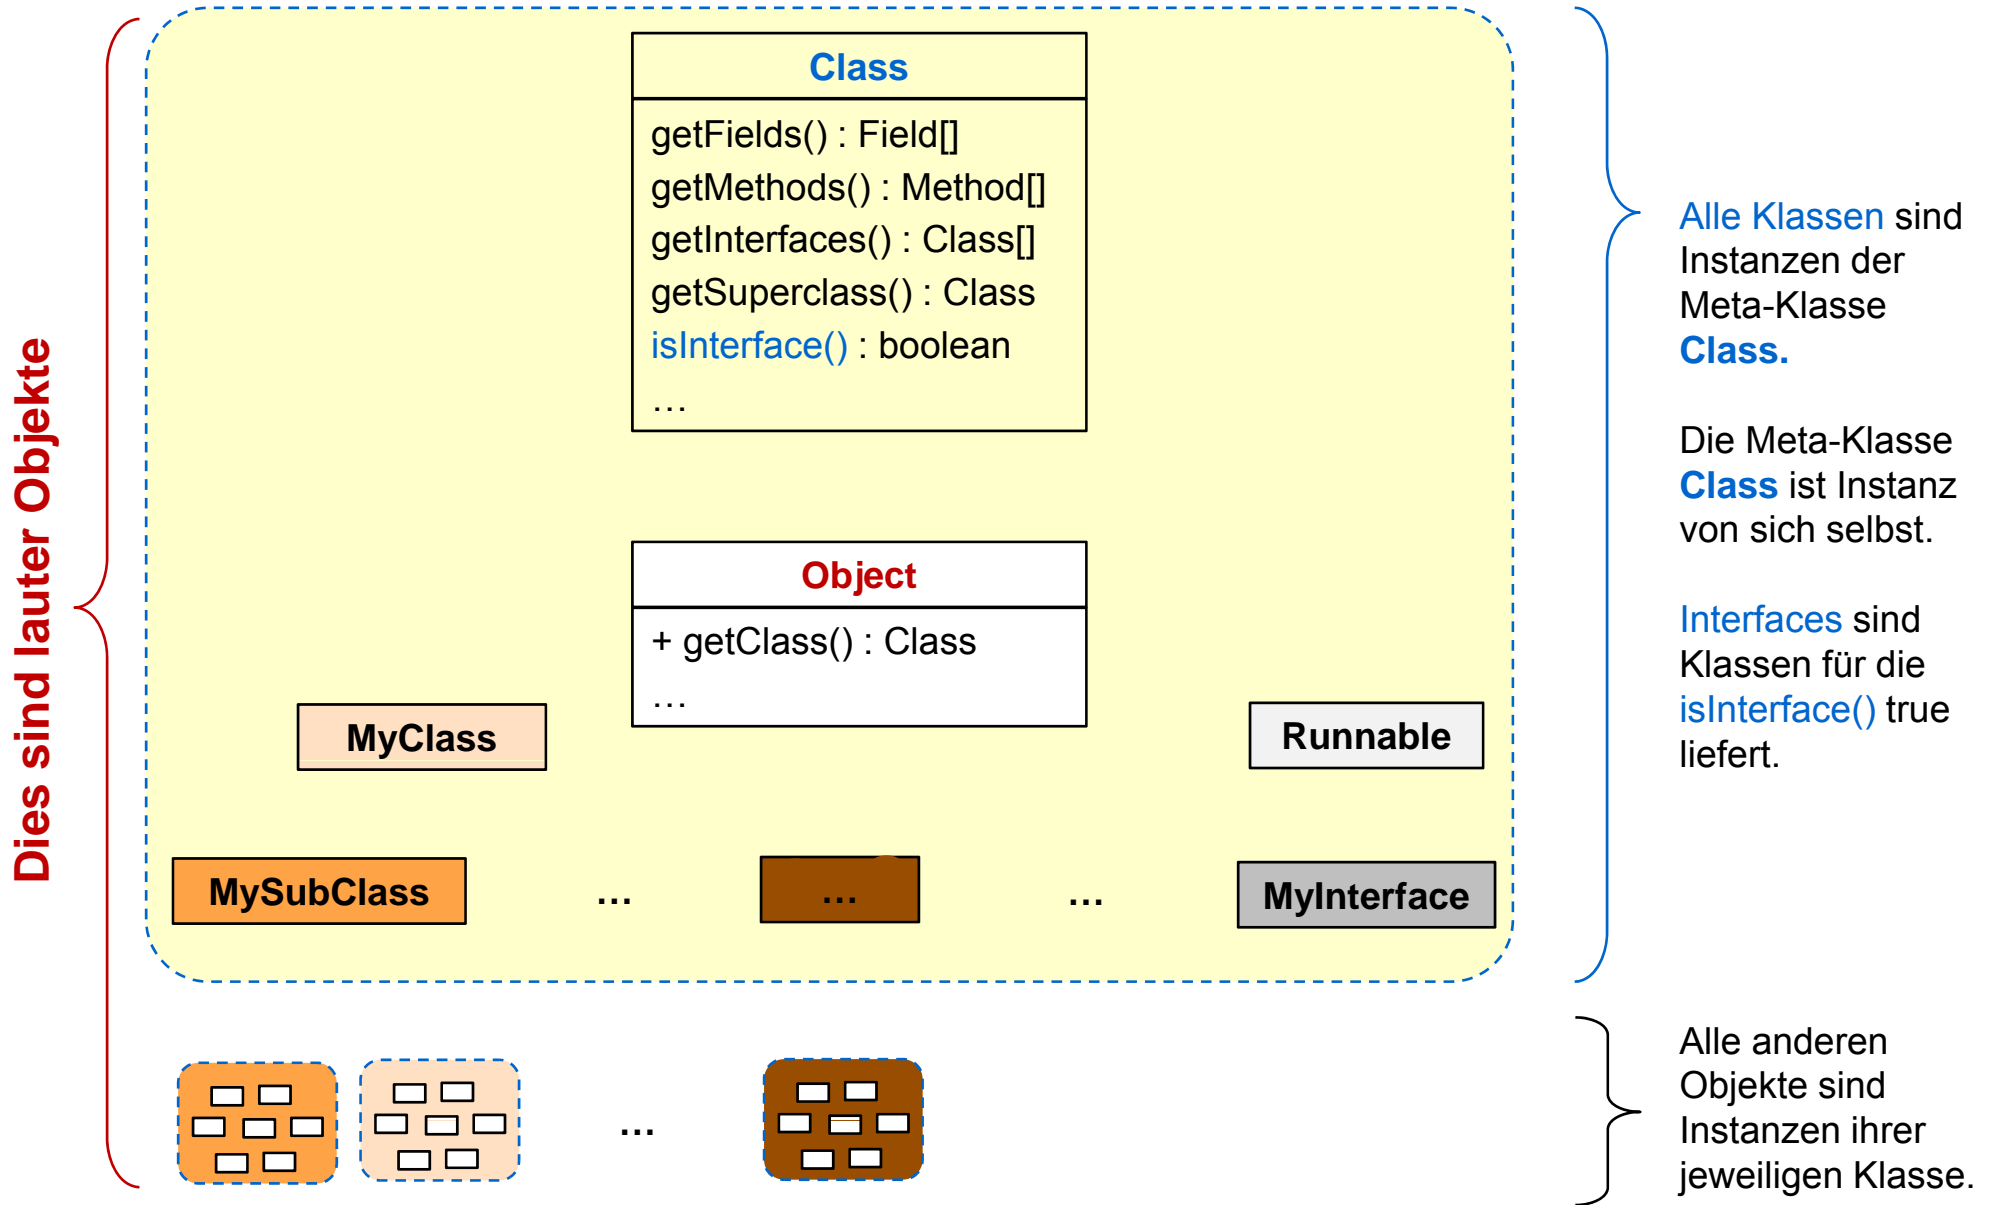 Dies sind lauter Objekte
Class
getFields() : Field[]
getMethods() : Method[]
getInterfaces() : Class[]
getSuperclass() : Class
isInterface() : boolean
…
Object
+ getClass() : Class
…
MyClass
Runnable
MySubClass
…
…
…
MyInterface
…
Alle Klassen sind
Instanzen der
Meta-Klasse
Class.
Die Meta-Klasse
Class ist Instanz
von sich selbst.
Interfaces sind
Klassen für die
isInterface() true
liefert.
Alle anderen
Objekte sind
Instanzen ihrer
jeweiligen Klasse.